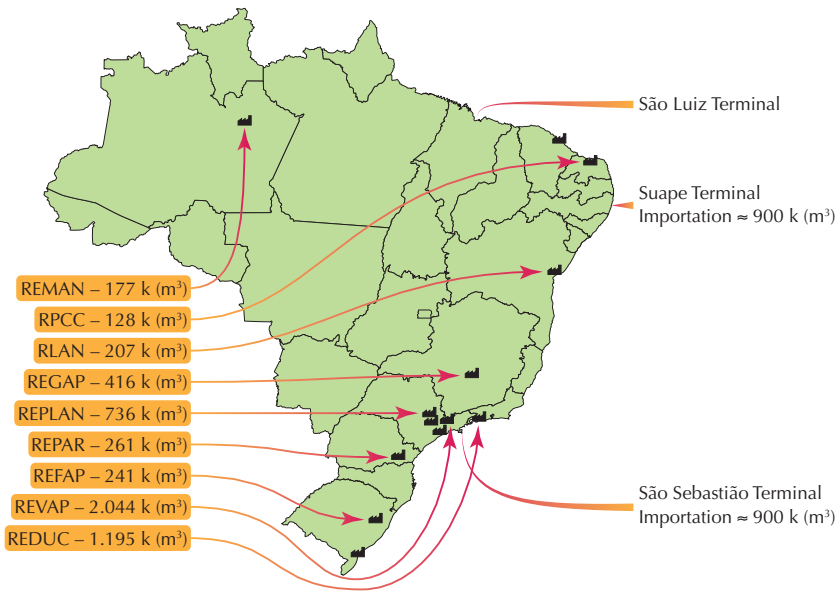 São Luiz Terminal
Suape Terminal
Importation ≈ 900 k (m³)
REMAN – 177 k (m³)
RPCC – 128 k (m³)
RLAN – 207 k (m³)
REGAP – 416 k (m³)
REPLAN – 736 k (m³)
REPAR – 261 k (m³)
REFAP – 241 k (m³)
REVAP – 2.044 k (m³)
REDUC – 1.195 k (m³)
São Sebastião Terminal
Importation ≈ 900 k (m³)